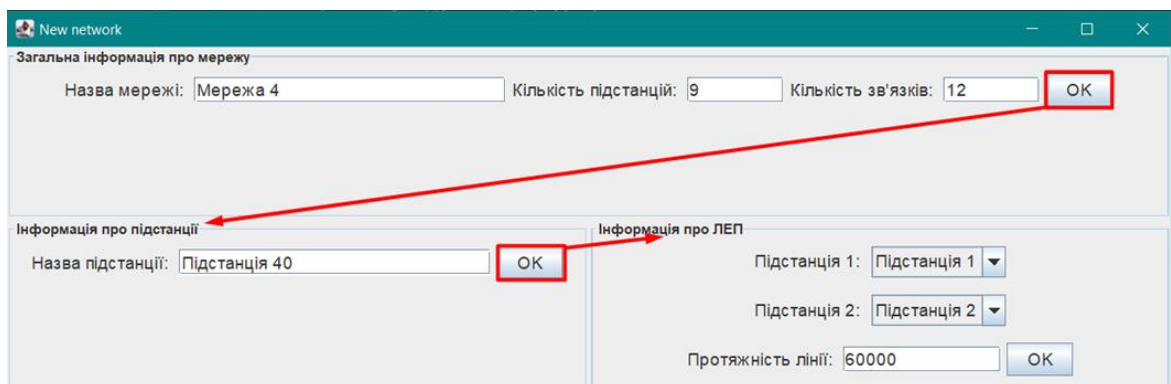 New network
Загальна інформація про мережу
Назва мережі: Мережа 4 Кількість підстанцій: 9 Кількість зв'язків: 12 OK
Інформація про підстанції
Назва підстанції: Підстанція 40 OK
Інформація про ЛЕП
Підстанція 1: Підстанція 1
Підстанція 2: Підстанція 2
Протяжність лінії: 60000 OK